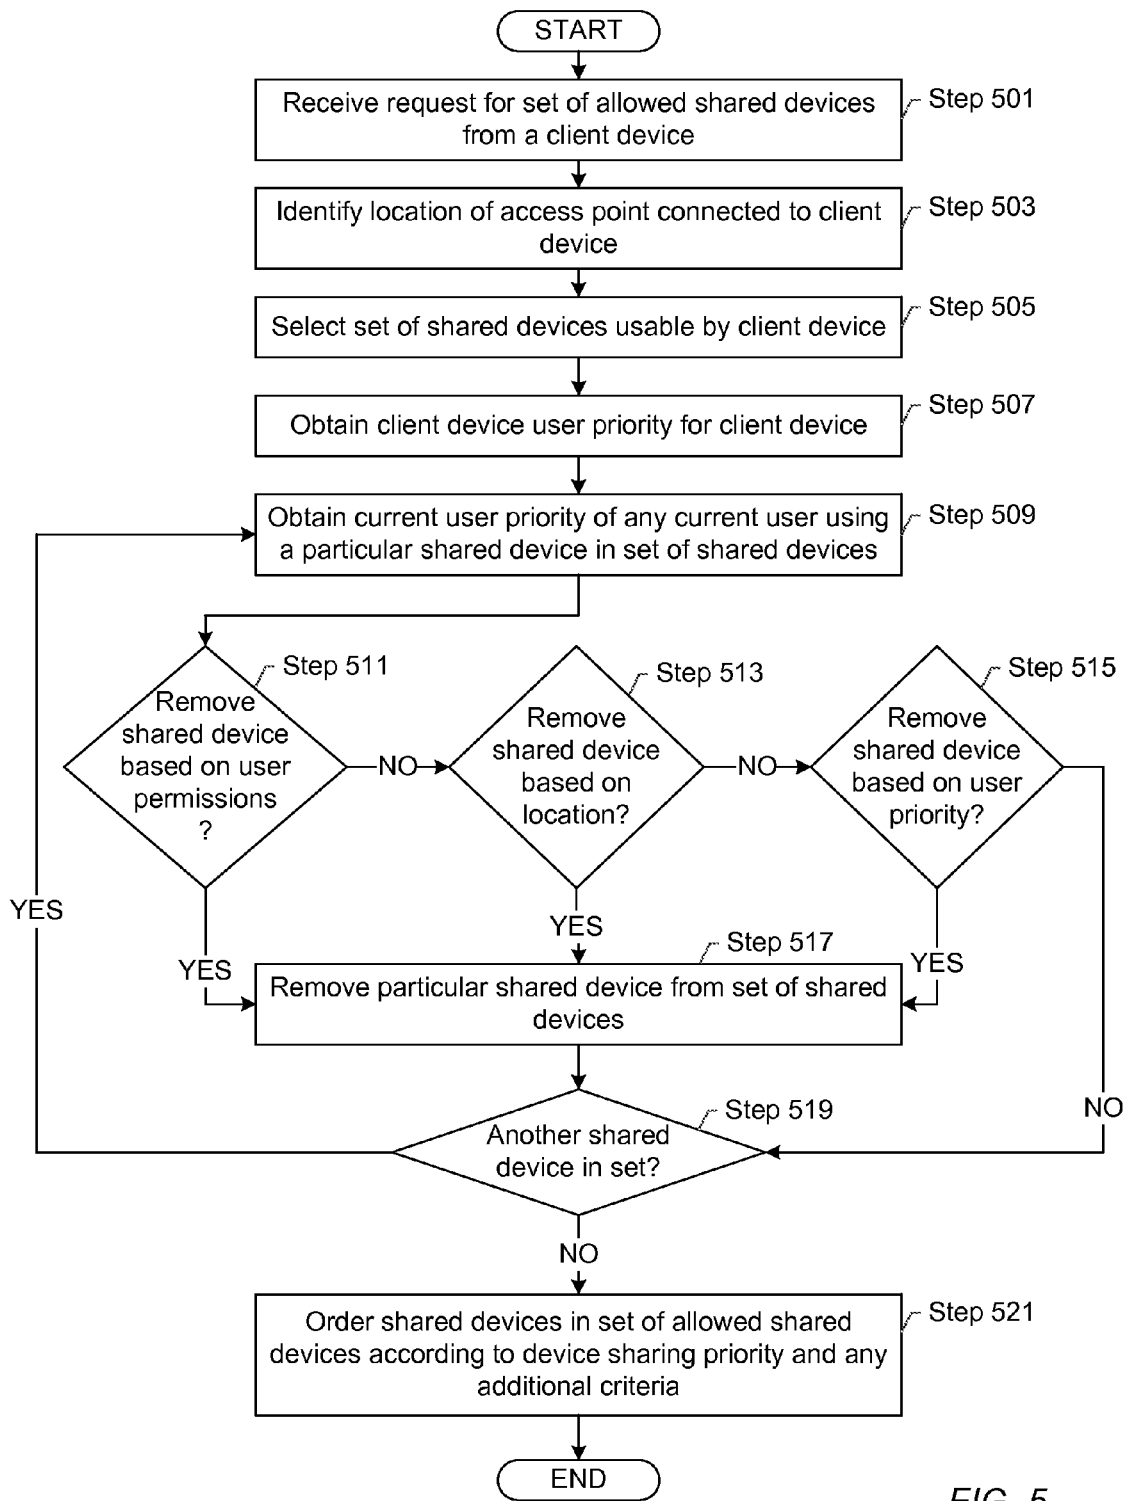 START
Receive request for set of allowed shared devices
from a client device
Step 501
Identify location of access point connected to client
device
Step 503
Select set of shared devices usable by client device
Step 505
Obtain client device user priority for client device
Step 507
Obtain current user priority of any current user using
a particular shared device in set of shared devices
Step 509
Step 511
Remove
shared device
based on user
permissions
?
NO
Step 513
Remove
shared device
based on
location?
NO
Step 515
Remove
shared device
based on user
priority?
YES
YES
YES
YES
Step 517
Remove particular shared device from set of shared
devices
NO
Step 519
Another shared
device in set?
NO
Order shared devices in set of allowed shared
devices according to device sharing priority and any
additional criteria
Step 521
END
FIG. 5